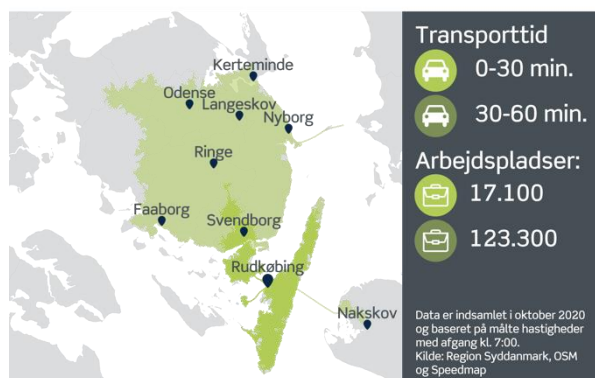 Kerteminde
Odense
Langeskov
Nyborg
Ringe
Faaborg
Svendborg
Rudkøbing
Nakskov
Transporttid
0-30 min.
30-60 min.
Arbejdspladser:
17.100
123.300
Data er indsamlet i oktober 2020
og baseret på målte hastigheder
med afgang kl. 7:00.
Kilde: Region Syddanmark, OSM
og Speedmap